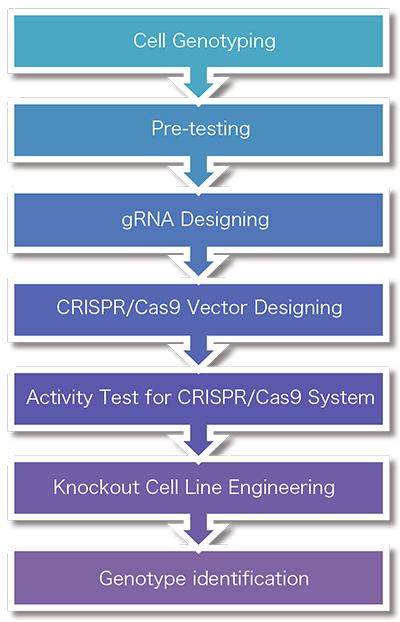 Cell Genotyping
Pre-testing
gRNA Designing
CRISPR/Cas9 Vector Designing
Activity Test for CRISPR/Cas9 System
Knockout Cell Line Engineering
Genotype identification